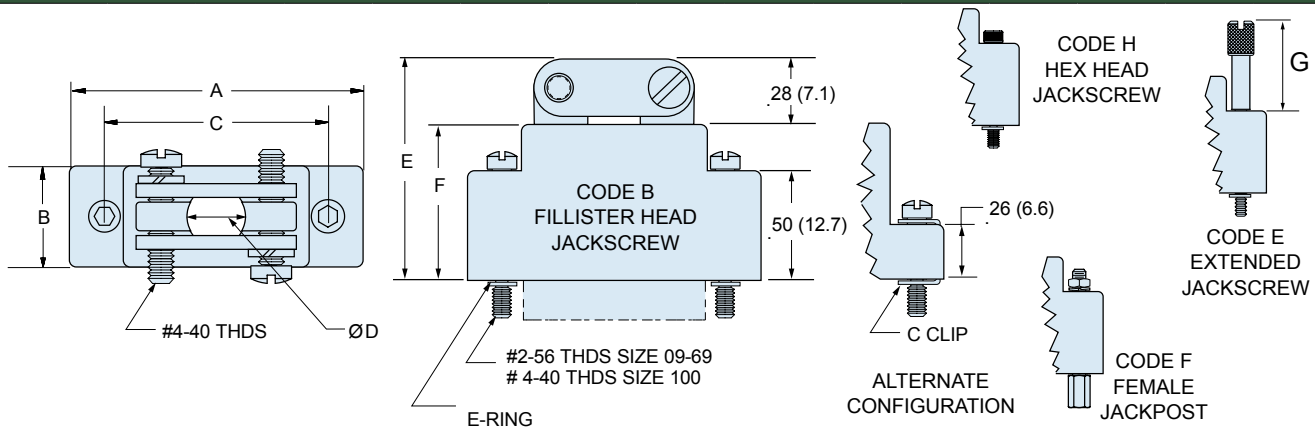 A
C
B
#4-40 THDS
ØD
E
F
.28 (7.1)
CODE B
FILLISTER HEAD
JACKSCREW
.50 (12.7)
#2-56 THDS SIZE 09-69
# 4-40 THDS SIZE 100
E-RING
CODE H
HEX HEAD
JACKSCREW
.26 (6.6)
C CLIP
ALTERNATE
CONFIGURATION
G
CODE E
EXTENDED
JACKSCREW
CODE F
FEMALE
JACKPOST